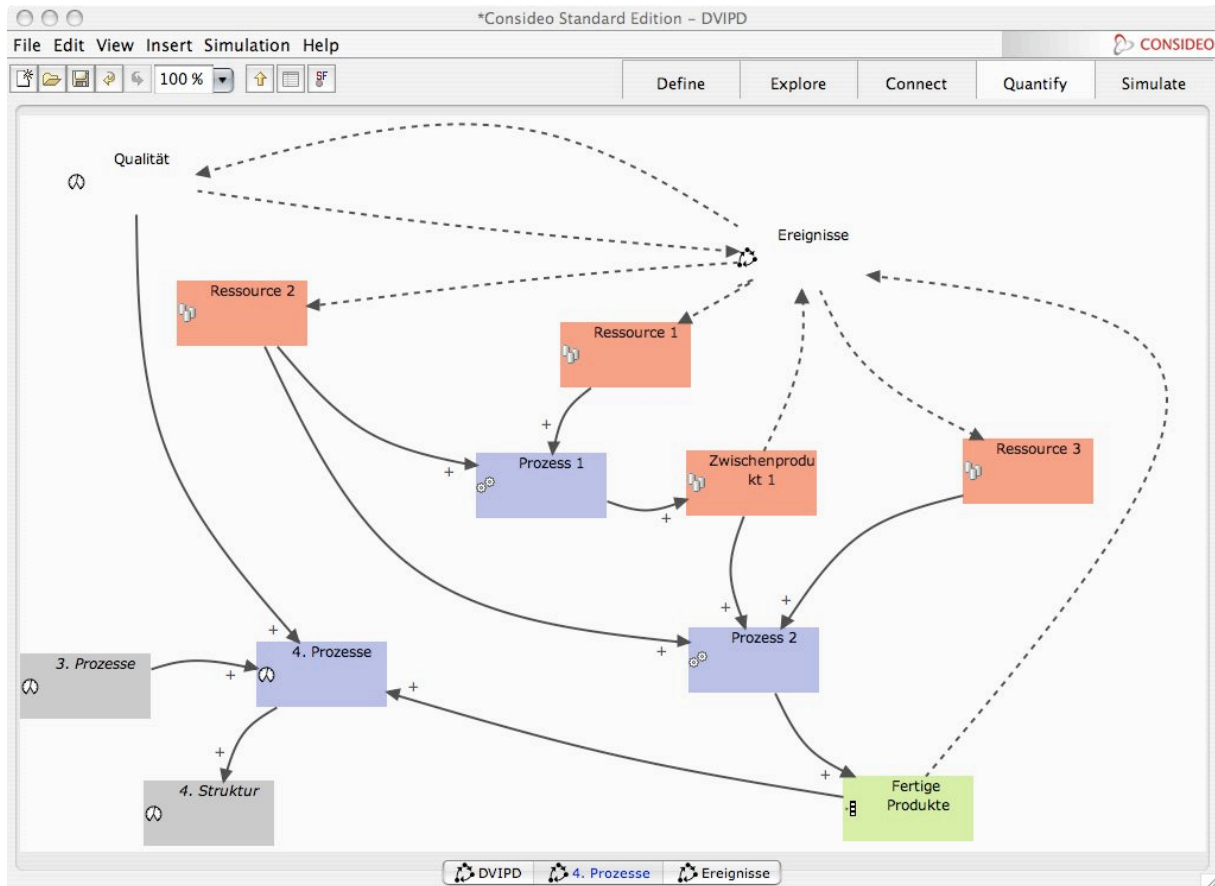 *Consideo Standard Edition – DVIPD
File Edit View Insert Simulation Help
CONSIDEO
100 %
SF
Define Explore Connect Quantify Simulate
Qualität
Ereignisse
Ressource 2
Ressource 1
+
Prozess 1
+
Zwischenprodu
kt 1
+
Ressource 3
+
+
+
Prozess 2
+
4. Prozesse
3. Prozesse
+
+
+
4. Struktur
+
Fertige
Produkte
DVIPD 4. Prozesse Ereignisse